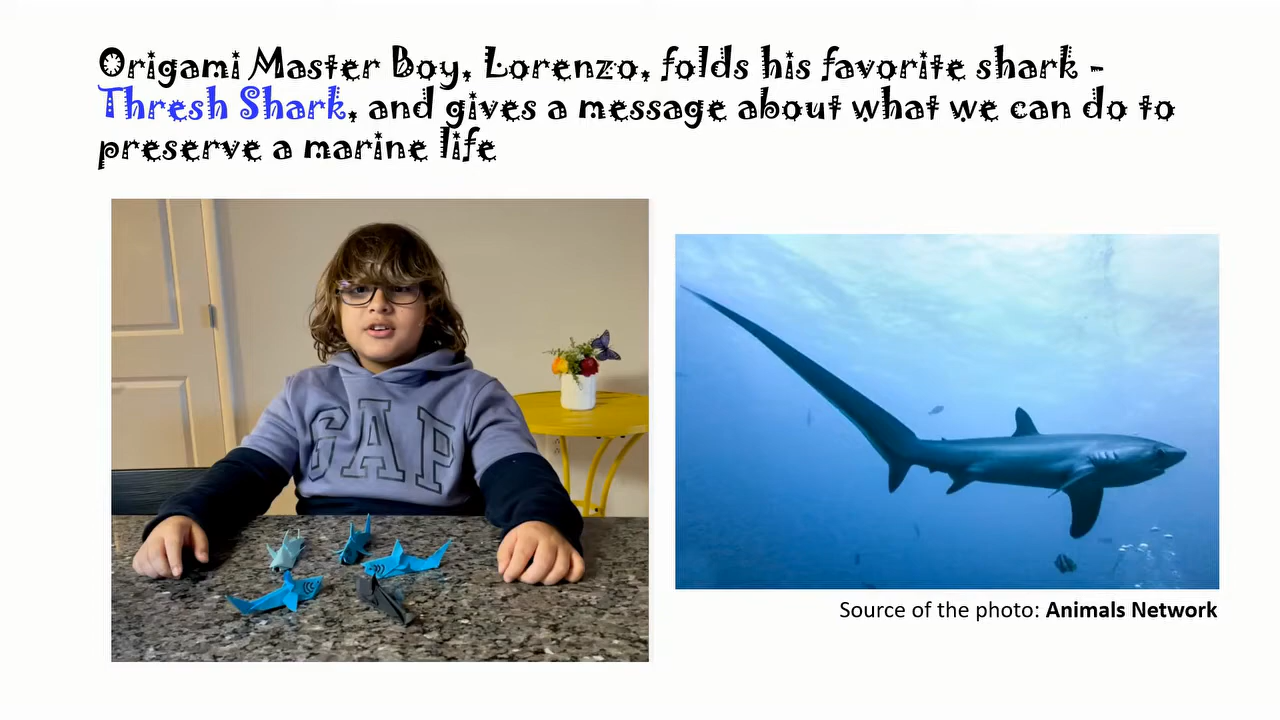 Origami Master Boy, Lorenzo, folds his favorite shark -
Thresh Shark, and gives a message about what we can do to
preserve a marine life
GAP
Source of the photo: Animals Network